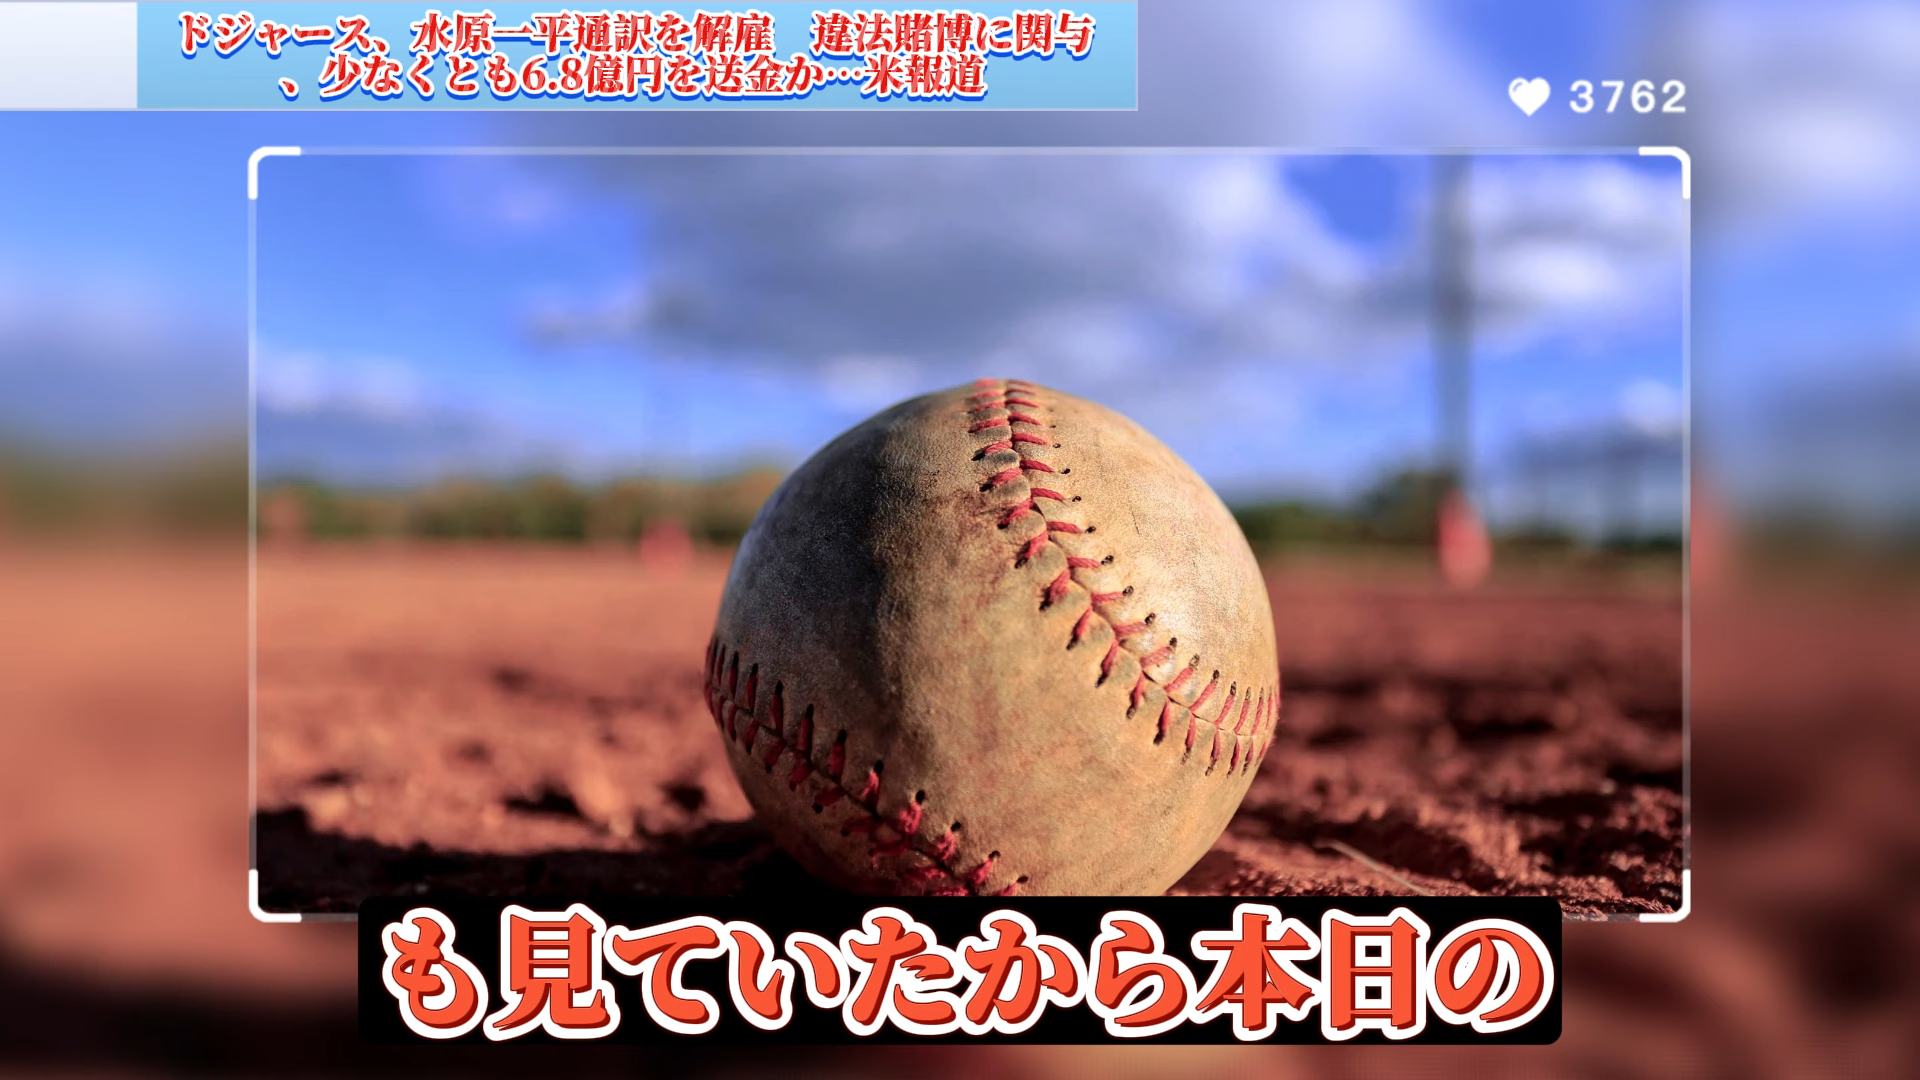 ドジャース、水原一平通訳を解雇　違法賭博に関与
、少なくとも6.8億円を送金か…米報道
3762
も見ていたから本日の